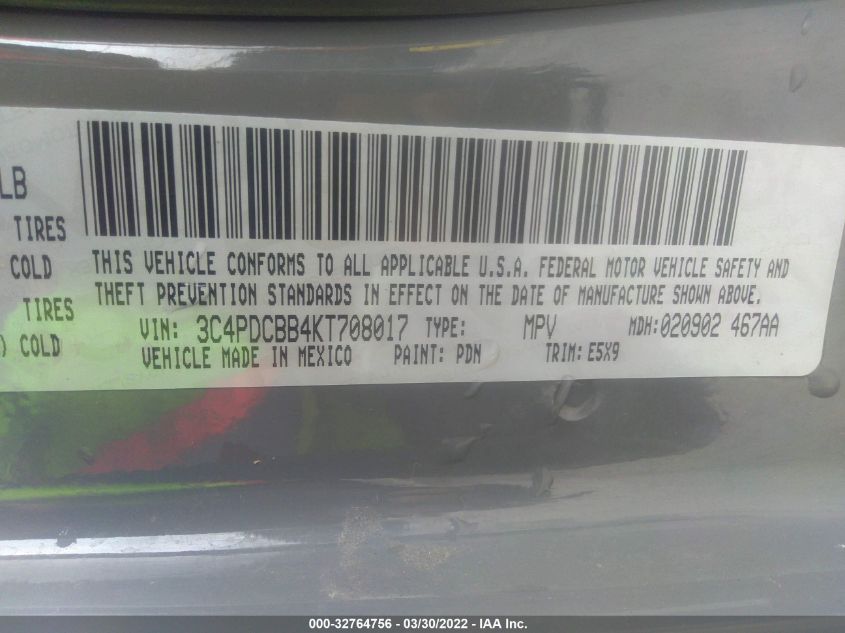 LB
TIRES
COLD
TIRES
) COLD
THIS VEHICLE CONFORMS TO ALL APPLICABLE U.S.A. FEDERAL MOTOR VEHICLE SAFETY AND
THEFT PREVENTION STANDARDS IN EFFECT ON THE DATE OF MANUFACTURE SHOWN ABOVE.
VIN: 3C4PDCBB4KT708017 TYPE: MPV MDH:020902 467AA
VEHICLE MADE IN MEXICO PAINT: PDN TRIM: E5X9
000-32764756 - 03/30/2022 - IAA Inc.